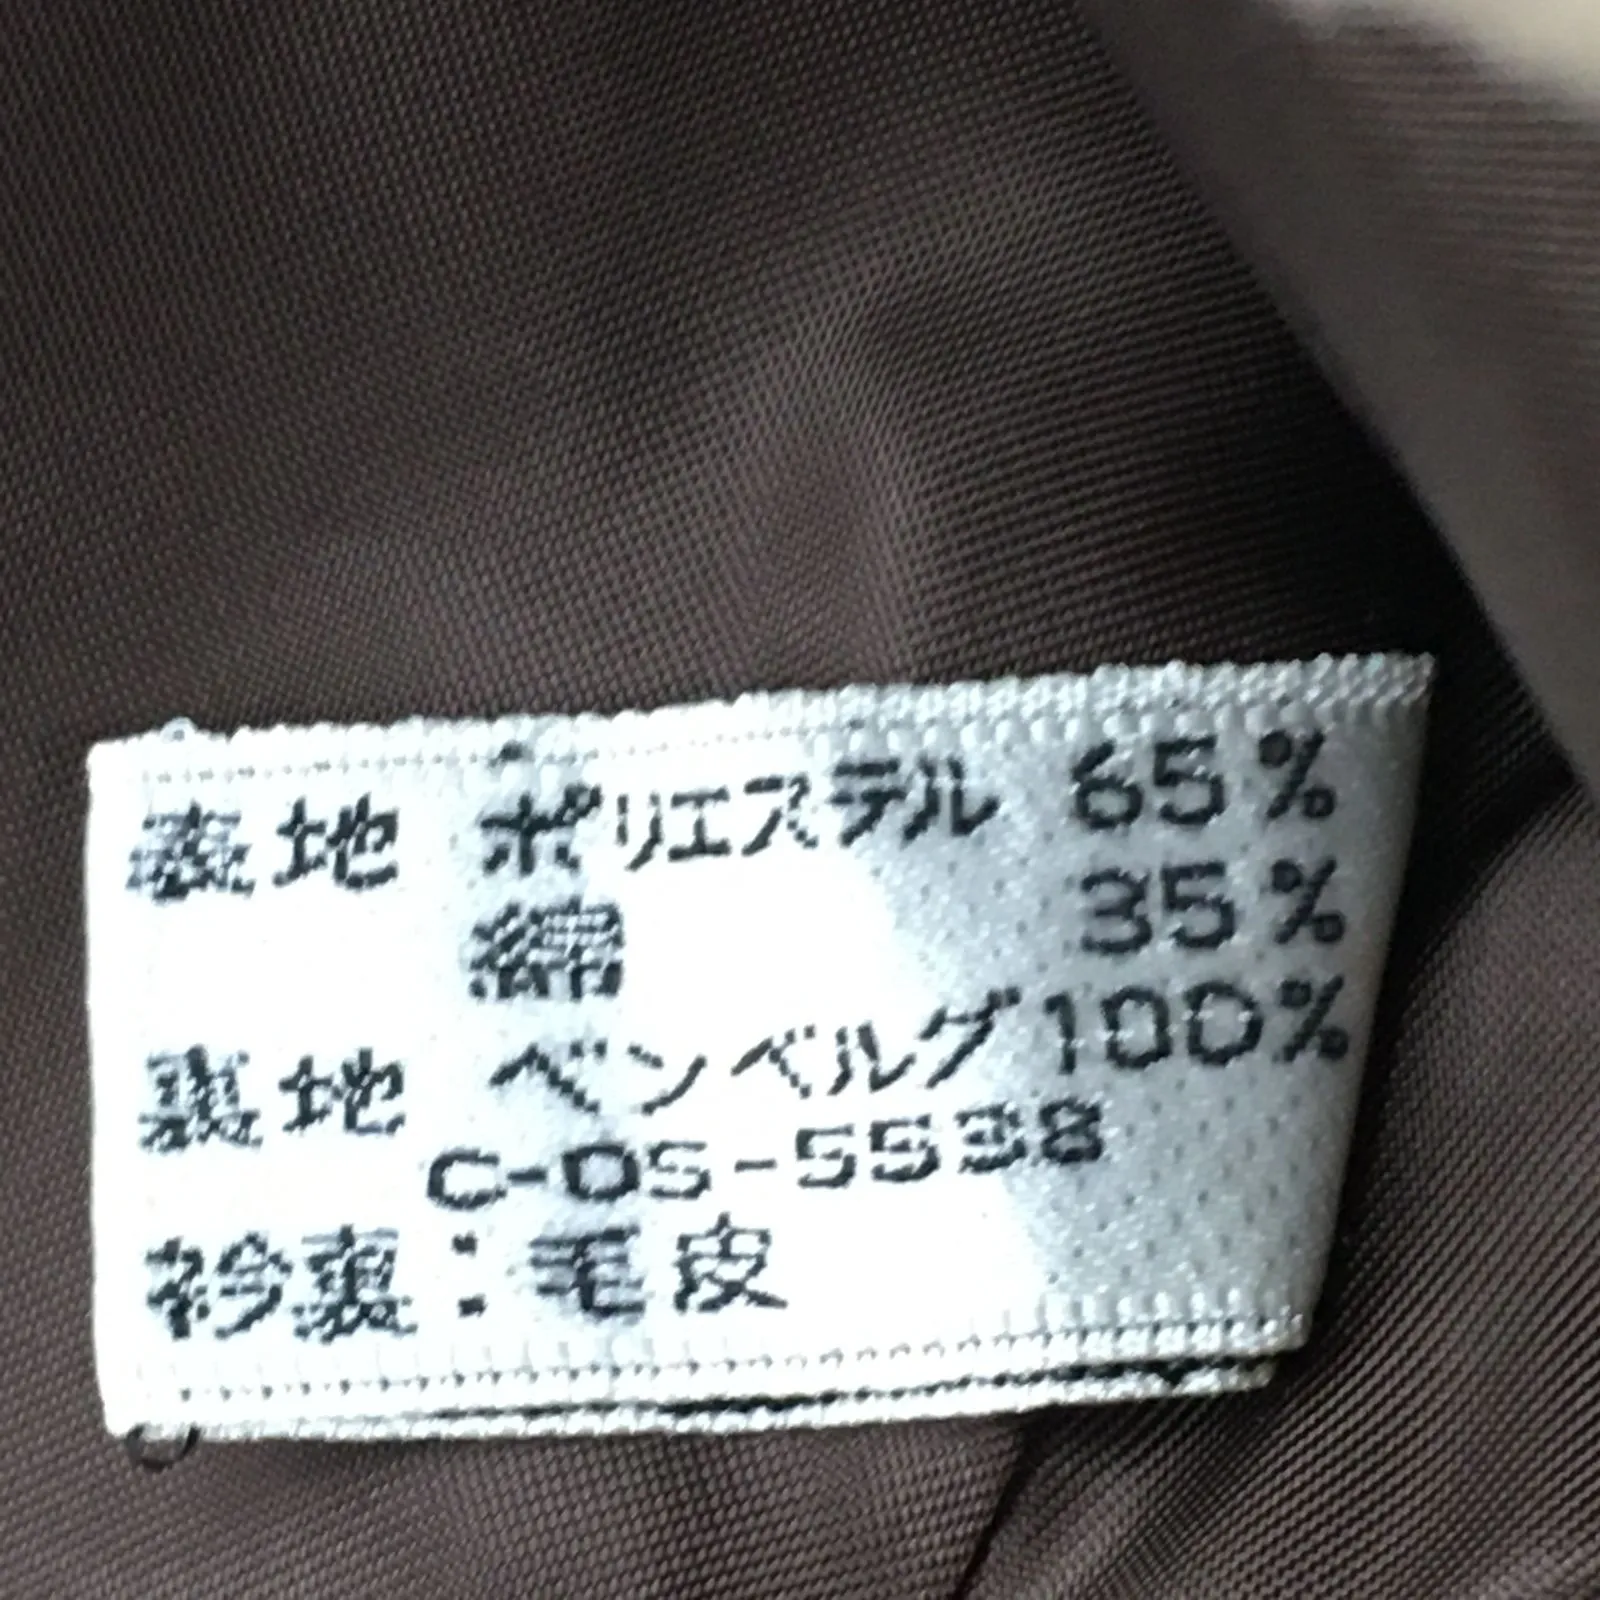 表地 ポリエステル 65%
綿 35%
裏地 ベンベルグ 100%
C-05-5538
衿裏:毛皮